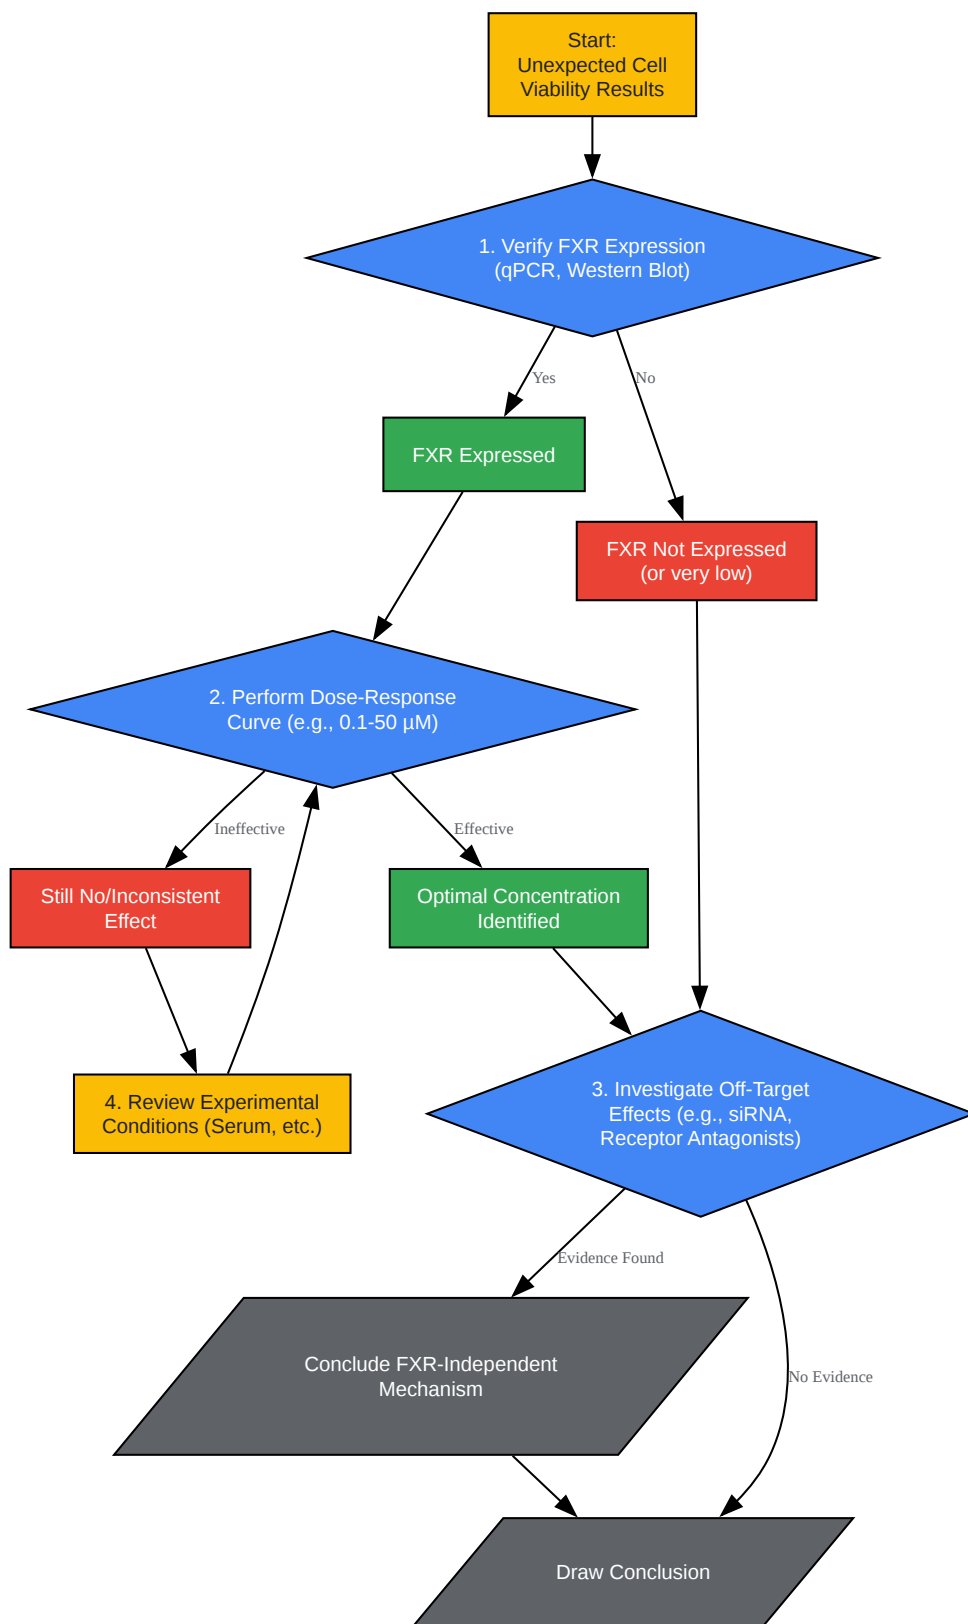 Start:
Unexpected Cell
Viability Results
1. Verify FXR Expression
(qPCR, Western Blot)
Yes
No
FXR Expressed
FXR Not Expressed
(or very low)
2. Perform Dose-Response
Curve (e.g., 0.1-50 µM)
Ineffective
Effective
Still No/Inconsistent
Effect
Optimal Concentration
Identified
4. Review Experimental
Conditions (Serum, etc.)
3. Investigate Off-Target
Effects (e.g., siRNA,
Receptor Antagonists)
Evidence Found
Conclude FXR-Independent
Mechanism
No Evidence
Draw Conclusion